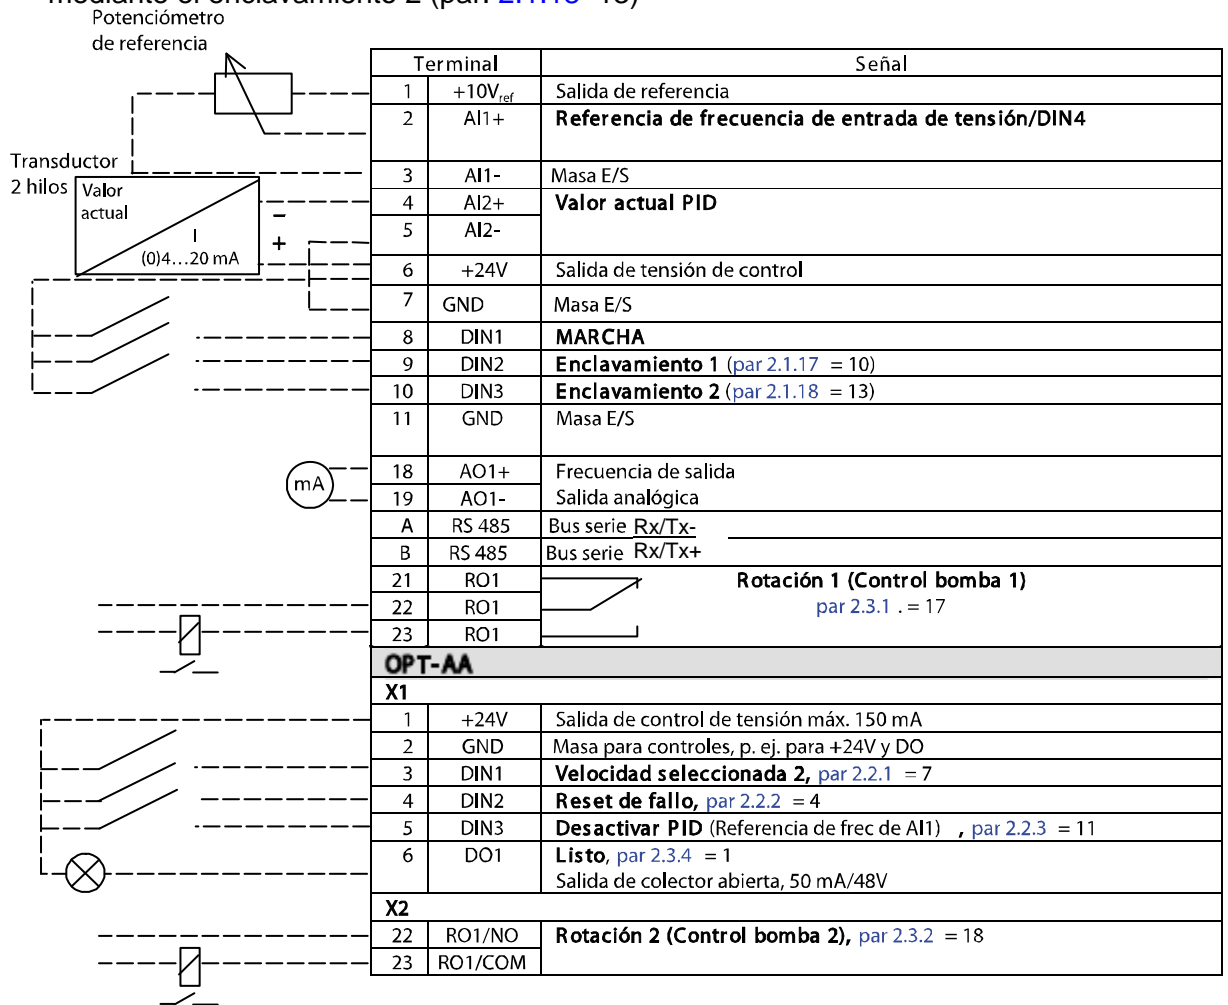 Potenciómetro
de referencia
Transductor
2 hilos
Valor
actual
I
(0)4...20 mA
−
+
mA
Terminal Señal
1 +10Vref Salida de referencia
2 AI1+ Referencia de frecuencia de entrada de tensión/DIN4
3 AI1- Masa E/S
4 AI2+ Valor actual PID
5 AI2-
6 +24V Salida de tensión de control
7 GND Masa E/S
8 DIN1 MARCHA
9 DIN2 Enclavamiento 1 (par 2.1.17 = 10)
10 DIN3 Enclavamiento 2 (par 2.1.18 = 13)
11 GND Masa E/S
18 AO1+ Frecuencia de salida
19 AO1- Salida analógica
A RS 485 Bus serie Rx/Tx-
B RS 485 Bus serie Rx/Tx+
21 RO1 Rotación 1 (Control bomba 1)
22 RO1 par 2.3.1 . = 17
23 RO1
OPT-AA
X1
1 +24V Salida de control de tensión máx. 150 mA
2 GND Masa para controles, p. ej. para +24V y DO
3 DIN1 Velocidad seleccionada 2, par 2.2.1 = 7
4 DIN2 Reset de fallo, par 2.2.2 = 4
5 DIN3 Desactivar PID (Referencia de frec de AI1) , par 2.2.3 = 11
6 DO1 Listo, par 2.3.4 = 1
Salida de colector abierta, 50 mA/48V
X2
22 RO1/NO Rotación 2 (Control bomba 2), par 2.3.2 = 18
23 RO1/COM